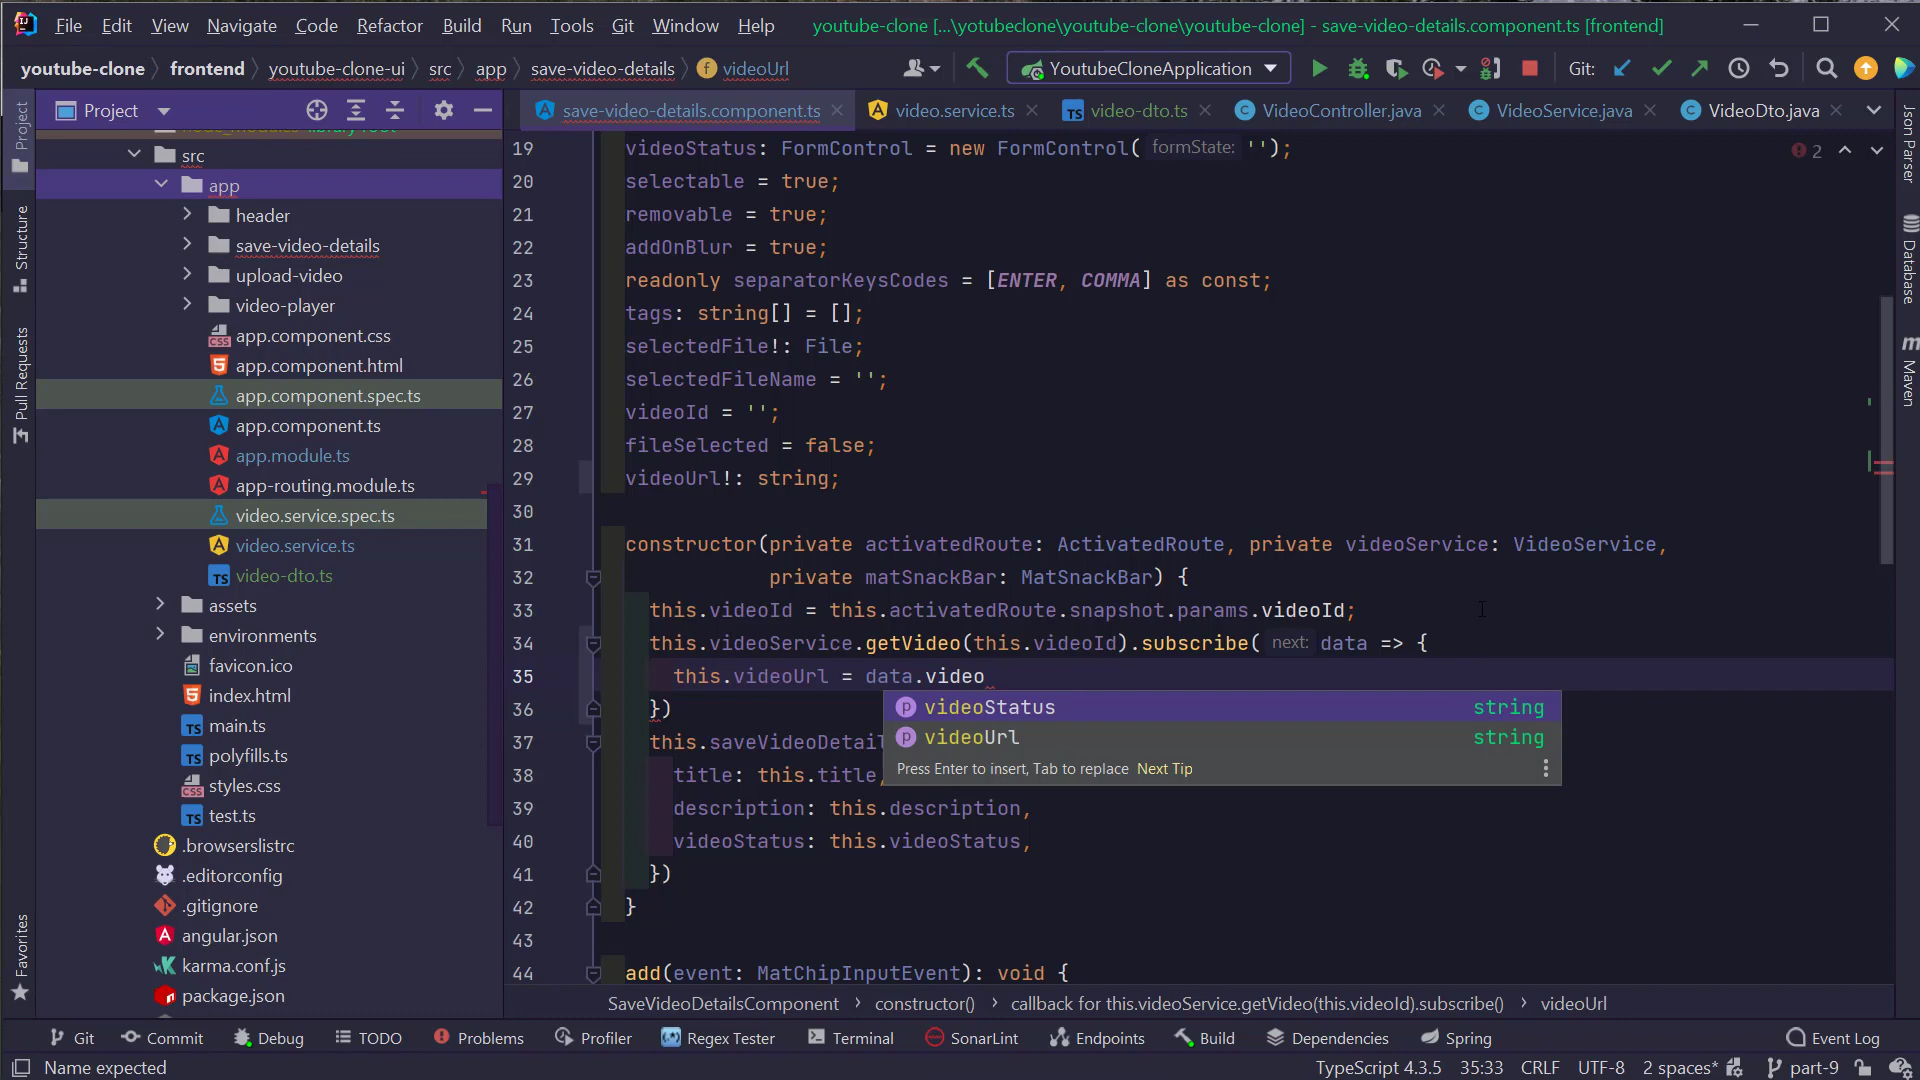 File Edit View Navigate Code Refactor Build Run Tools Git Window Help youtube-clone [...\yotubeclone\youtube-clone\youtube-clone] - save-video-details.component.ts [frontend]
youtube-clone frontend youtube-clone-ui src app save-video-details f videoUrl YoutubeCloneApplication Git:
Project
save-video-details.component.ts video.service.ts video-dto.ts VideoController.java VideoService.java VideoDto.java
node_modules library root
src
app
header
save-video-details
upload-video
video-player
app.component.css
app.component.html
app.component.spec.ts
app.component.ts
app.module.ts
app-routing.module.ts
video.service.spec.ts
video.service.ts
video-dto.ts
assets
environments
favicon.ico
index.html
main.ts
polyfills.ts
styles.css
test.ts
.browserslistrc
.editorconfig
.gitignore
angular.json
karma.conf.js
package.json
Project
Structure
Pull Requests
Favorites
19 videoStatus: FormControl = new FormControl( formState: '');
2
20 selectable = true;
21 removable = true;
22 addOnBlur = true;
23 readonly separatorKeysCodes = [ENTER, COMMA] as const;
24 tags: string[] = [];
25 selectedFile!: File;
26 selectedFileName = '';
27 videoId = '';
28 fileSelected = false;
29 videoUrl!: string;
30
31 constructor(private activatedRoute: ActivatedRoute, private videoService: VideoService,
32 private matSnackBar: MatSnackBar) {
33 this.videoId = this.activatedRoute.snapshot.params.videoId;
34 this.videoService.getVideo(this.videoId).subscribe( next: data => {
35 this.videoUrl = data.video
36 })
37 this.saveVideoDetail
38 title: this.title,
39 description: this.description,
40 videoStatus: this.videoStatus,
41 })
42 }
43
44 add(event: MatChipInputEvent): void {
p videoStatus string
p videoUrl string
Press Enter to insert, Tab to replace Next Tip
Json Parser
Database
m Maven
SaveVideoDetailsComponent constructor() callback for this.videoService.getVideo(this.videoId).subscribe() videoUrl
Git Commit Debug TODO Problems Profiler Regex Tester Terminal SonarLint Endpoints Build Dependencies Spring Event Log
Name expected TypeScript 4.3.5 35:33 CRLF UTF-8 2 spaces* part-9